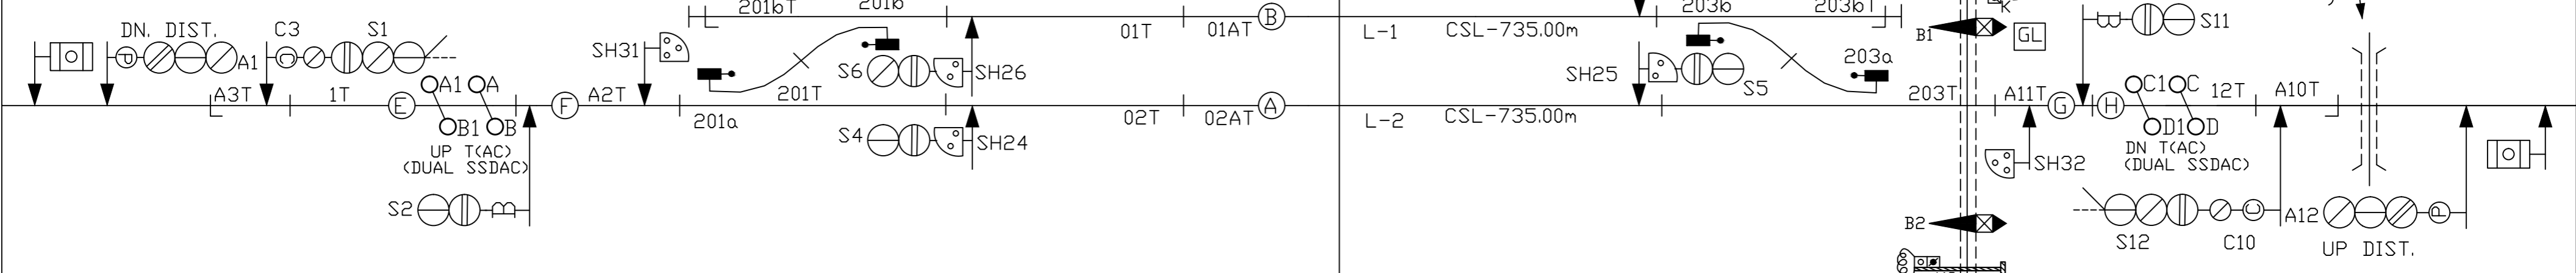 201bT
201b
203b
203bT
K
01T
01AT
B
L-1
CSL-735.00m
B1
GL
B
S11
DN. DIST.
P
A1
C3
C
S1
SH31
S6
SH26
SH25
S5
203a
A3T
1T
E
A1
A
B1
B
UP T(AC)
(DUAL SSDAC)
F
A2T
201T
201a
02T
02AT
A
L-2
CSL-735.00m
203T
A11T
G
H
C1
C
D1
D
DN T(AC)
(DUAL SSDAC)
12T
A10T
S4
SH24
SH32
S2
B
B2
S12
C
C10
A12
P
UP DIST.